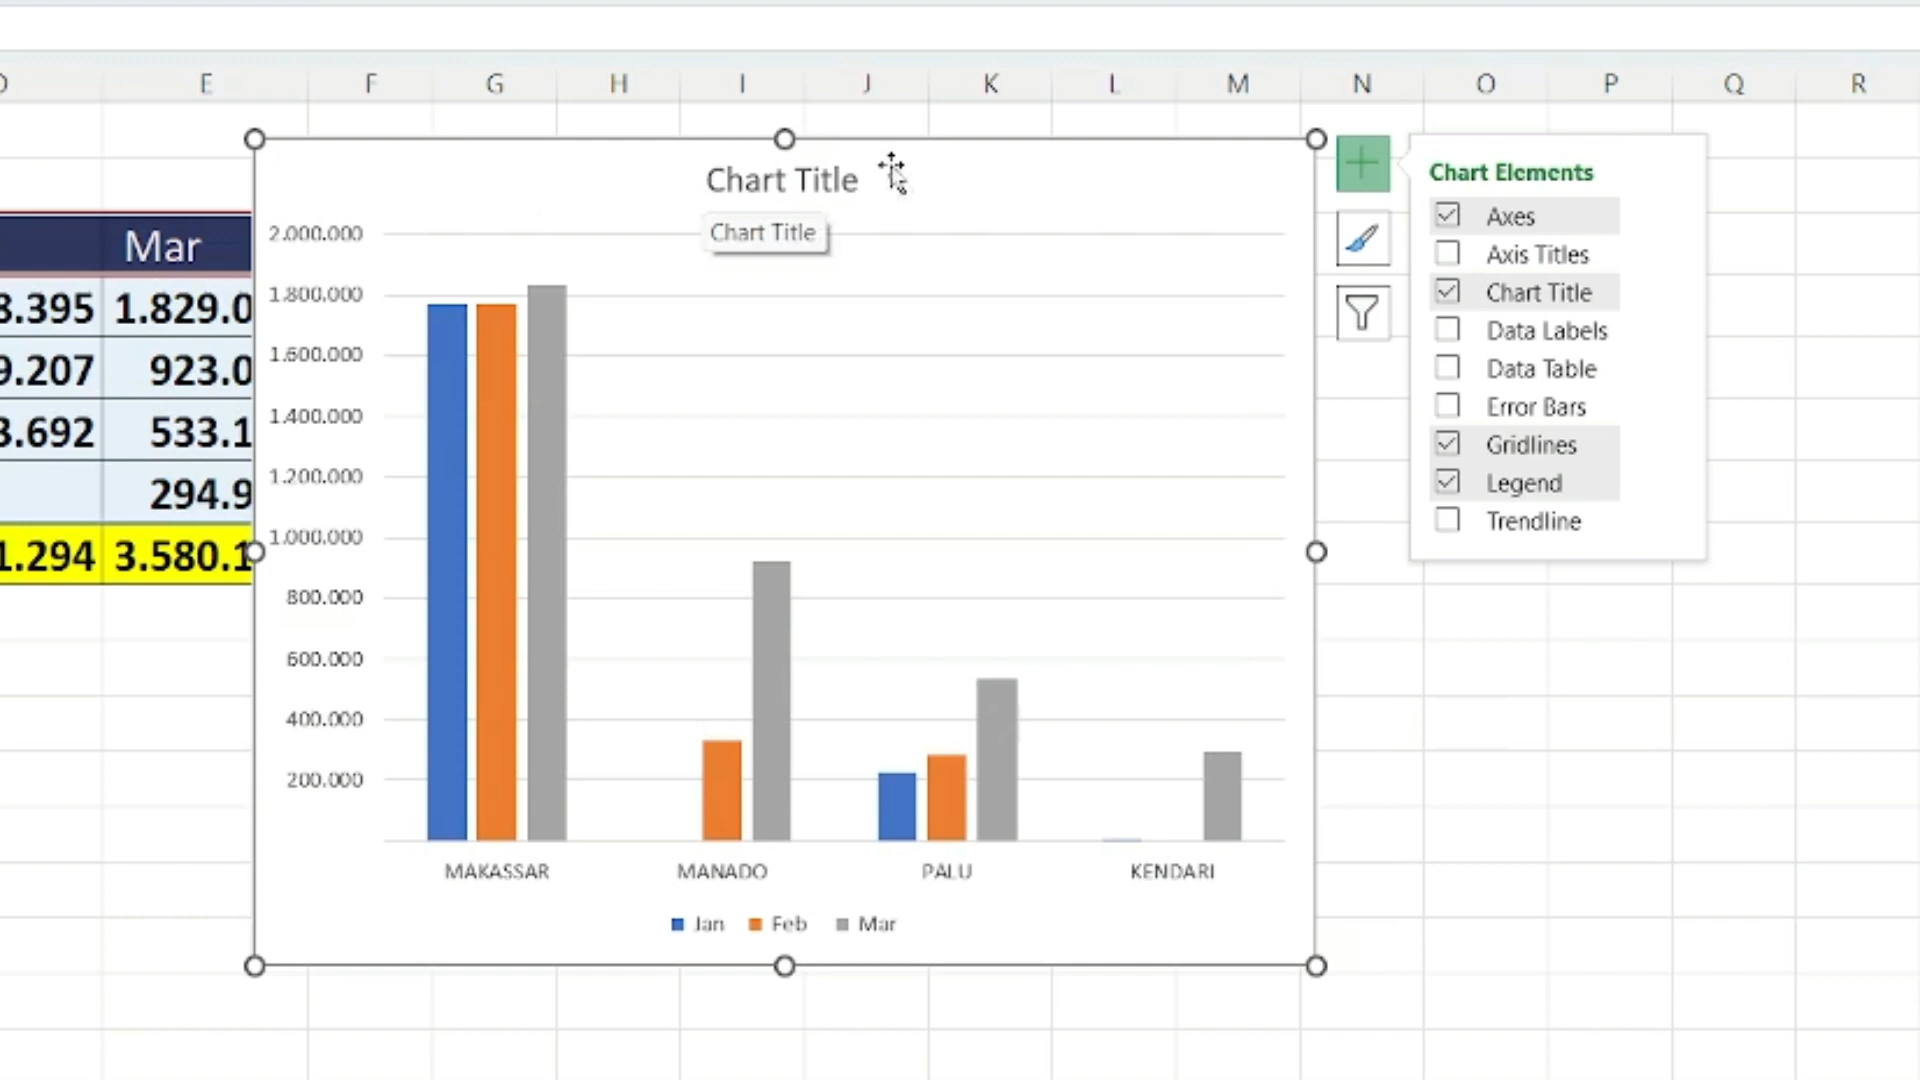 E F G H I J K L M N O P Q R
Mar
8.395 1.829.0
9.207 923.0
3.692 533.1
294.9
1.294 3.580.1
Chart Title
Chart Title
2.000.000
1.800.000
1.600.000
1.400.000
1.200.000
1.000.000
800.000
600.000
400.000
200.000
MAKASSAR MANADO PALU KENDARI
Jan Feb Mar
Chart Elements
Axes
Axis Titles
Chart Title
Data Labels
Data Table
Error Bars
Gridlines
Legend
Trendline